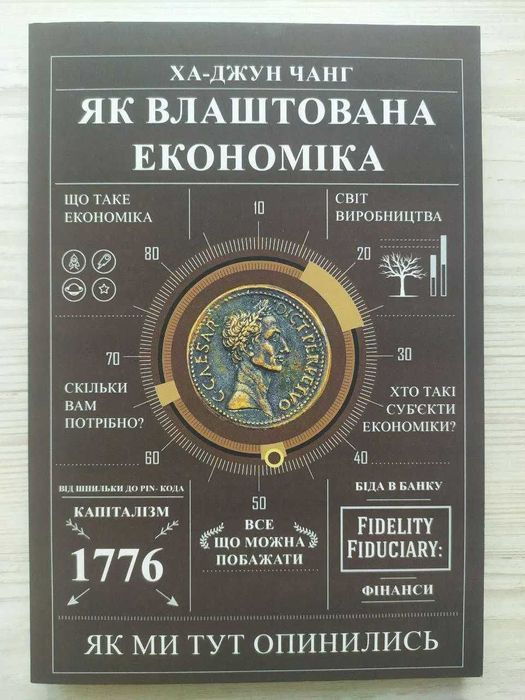 ХА-ДЖУН ЧАНГ
ЯК ВЛАШТОВАНА
ЕКОНОМІКА
ЩО ТАКЕ
ЕКОНОМІКА
СВІТ
ВИРОБНИЦТВА
10
80
20
C CAESAR DICT PERPETVO
70
30
СКІЛЬКИ
ВАМ
ПОТРІБНО?
ХТО ТАКІ
СУБ'ЄКТИ
ЕКОНОМІКИ?
60
40
50
ВІД ШПИЛЬКИ ДО PIN- КОДА
КАПІТАЛІЗМ
1776
ВСЕ
ЩО МОЖНА
ПОБАЖАТИ
БІДА В БАНКУ
FIDELITY
FIDUCIARY:
ФІНАНСИ
ЯК МИ ТУТ ОПИНИЛИСЬ